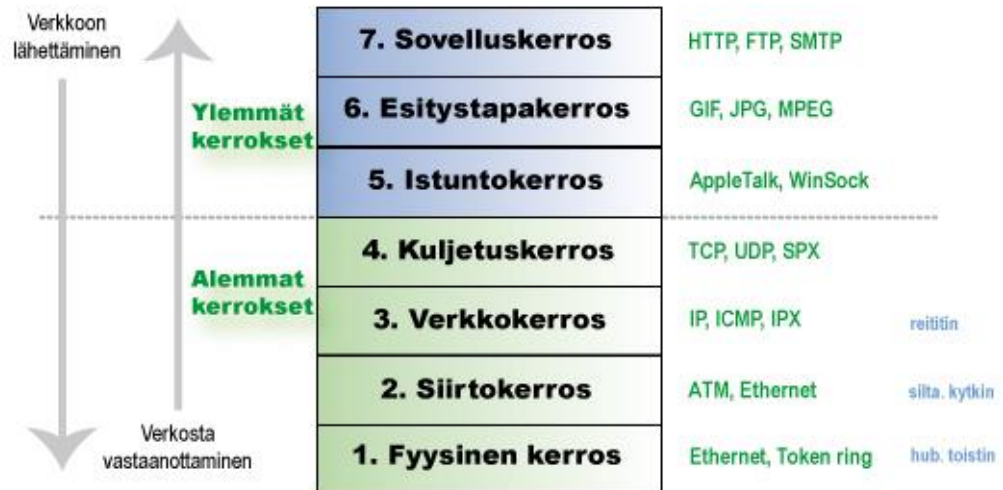 Verkkoon
lähettäminen
Ylemmät
kerrokset
Alemmat
kerrokset
Verkosta
vastaanottaminen
7. Sovelluskerros
HTTP, FTP, SMTP
6. Esitystapakerros
GIF, JPG, MPEG
5. Istuntokerros
AppleTalk, WinSock
4. Kuljetuskerros
TCP, UDP, SPX
3. Verkkokerros
IP, ICMP, IPX
reititin
2. Siirtokerros
ATM, Ethernet
silta. kytkin
1. Fyysinen kerros
Ethernet, Token ring
hub. toistin